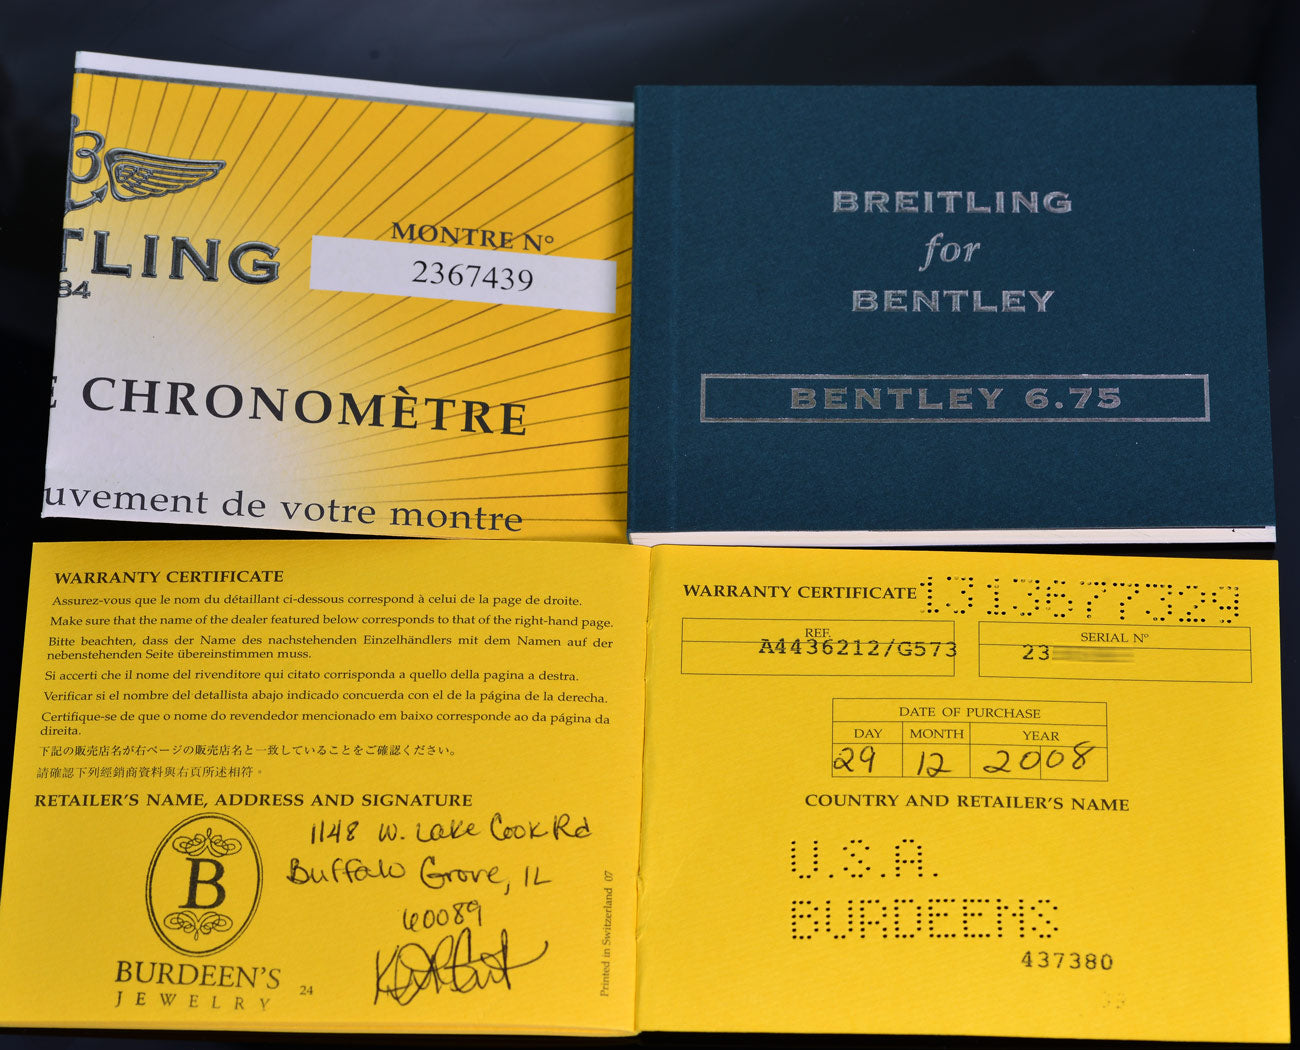 B
TLING
84
MONTRE N°
2367439
E CHRONOMÈTRE
uvement de votre montre
BREITLING
for
BENTLEY
BENTLEY 6.75
WARRANTY CERTIFICATE
Assurez-vous que le nom du détaillant ci-dessous correspond à celui de la page de droite.
Make sure that the name of the dealer featured below corresponds to that of the right-hand page.
Bitte beachten, dass der Name des nachstehenden Einzelhändlers mit dem Namen auf der
nebenstehenden Seite übereinstimmen muss.
Si accerti che il nome del rivenditore qui citato corrisponda a quello della pagina a destra.
Verificar si el nombre del detallista abajo indicado concuerda con el de la página de la derecha.
Certifique-se de que o nome do revendedor mencionado em baixo corresponde ao da página da
direita.
下記の販売店名が右ページの販売店名と一致していることをご確認ください。
請確認下列經銷商資料與右頁所述相符。
RETAILER'S NAME, ADDRESS AND SIGNATURE
B
BURDEEN'S
JEWELRY
1148 W. Lake Cook Rd
Buffalo Grove, IL
60089
24
Printed in Switzerland 07
WARRANTY CERTIFICATE 1313677329
REF.
A4436212/G573
SERIAL N°
23
DATE OF PURCHASE
DAY MONTH YEAR
29 12 2008
COUNTRY AND RETAILER'S NAME
U.S.A.
BURDEENS
437380